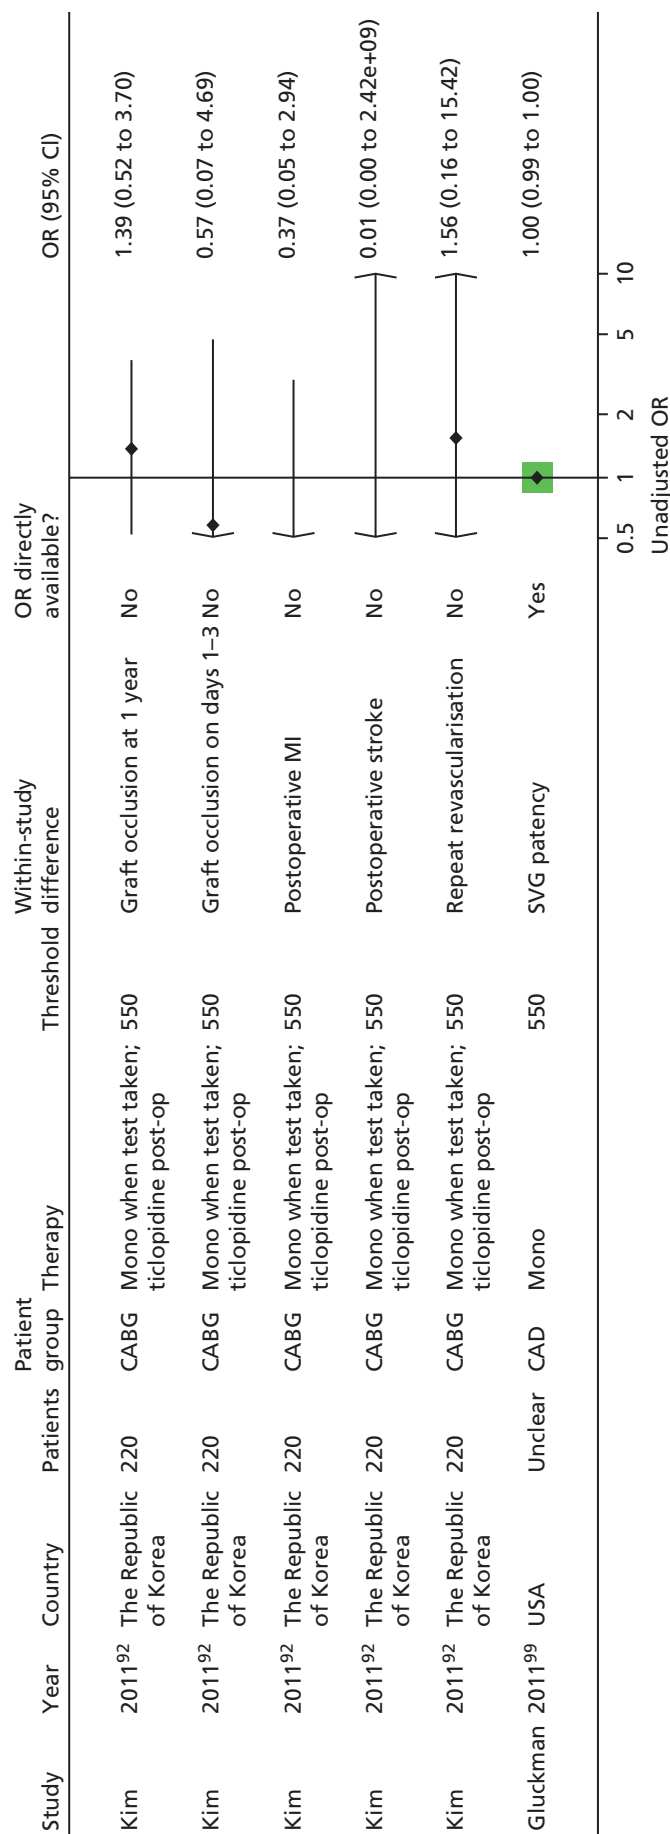 Study Year Country Patients Patient group Therapy Threshold Within-study difference OR directly available? OR (95% CI)
Kim 2011⁹² The Republic of Korea 220 CABG Mono when test taken; ticlopidine post-op 550 Graft occlusion at 1 year No 1.39 (0.52 to 3.70)
Kim 2011⁹² The Republic of Korea 220 CABG Mono when test taken; ticlopidine post-op 550 Graft occlusion on days 1–3 No 0.57 (0.07 to 4.69)
Kim 2011⁹² The Republic of Korea 220 CABG Mono when test taken; ticlopidine post-op 550 Postoperative MI No 0.37 (0.05 to 2.94)
Kim 2011⁹² The Republic of Korea 220 CABG Mono when test taken; ticlopidine post-op 550 Postoperative stroke No 0.01 (0.00 to 2.42e+09)
Kim 2011⁹² The Republic of Korea 220 CABG Mono when test taken; ticlopidine post-op 550 Repeat revascularisation No 1.56 (0.16 to 15.42)
Gluckman 2011⁹⁹ USA Unclear CAD Mono 550 SVG patency Yes 1.00 (0.99 to 1.00)
0.5 1 2 5 10
Unadjusted OR